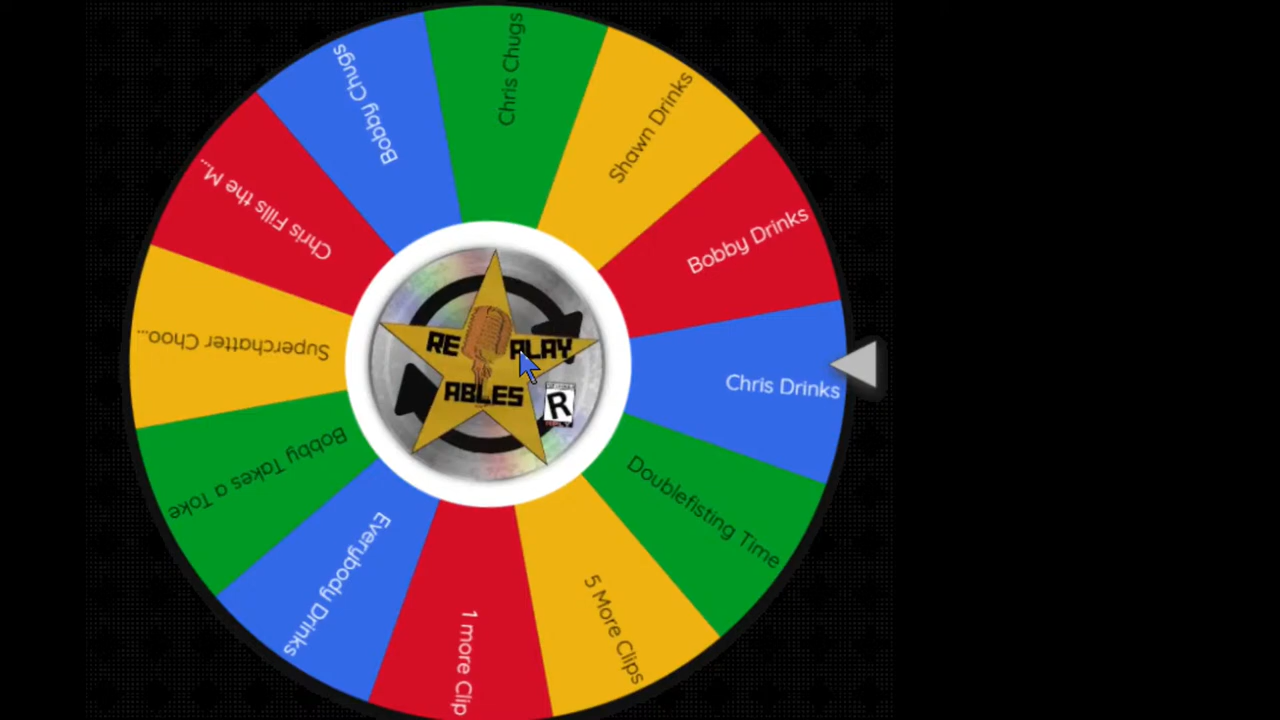 Chris Chugs
Shawn Drinks
Bobby Drinks
Chris Drinks
Doublefisting Time
5 More Clips
1 more Clip
Everybody Drinks
Bobby Takes a Toke
Superchatter Choo...
Chris Fills the M...
Bobby Chugs
RE PLAY
ABLES
R